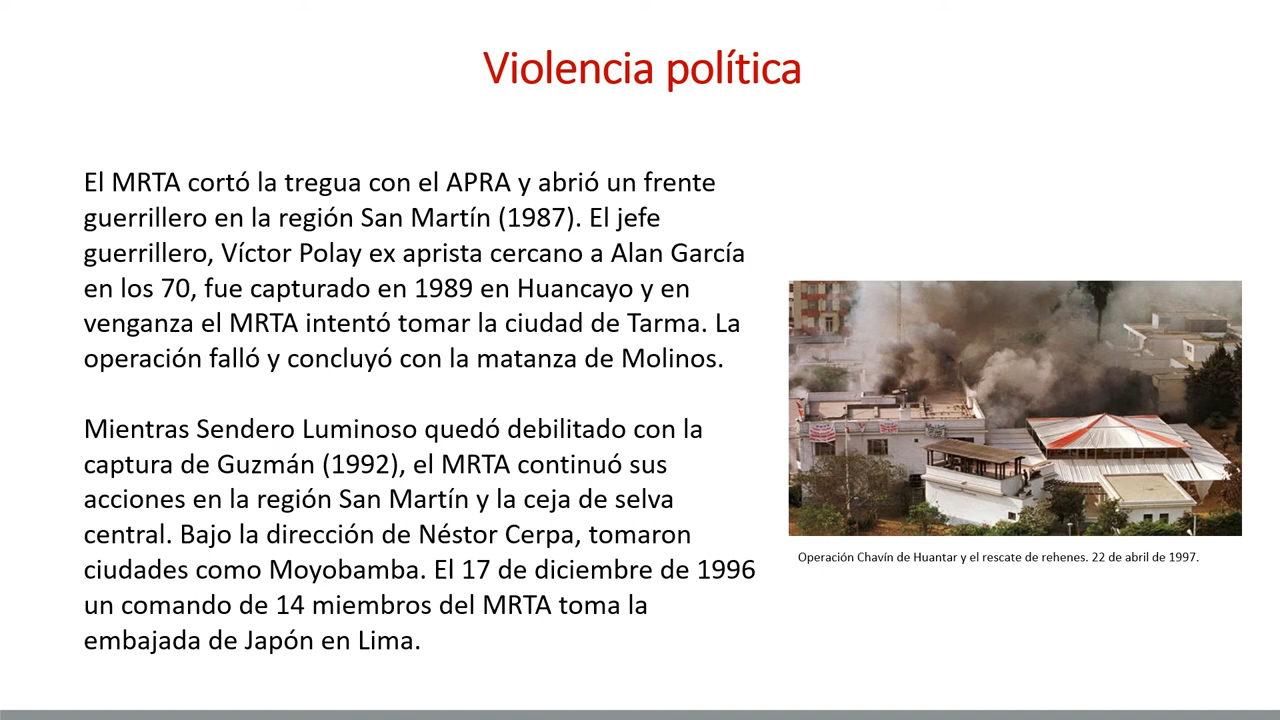 Violencia política
El MRTA cortó la tregua con el APRA y abrió un frente
guerrillero en la región San Martín (1987). El jefe
guerrillero, Víctor Polay ex aprista cercano a Alan García
en los 70, fue capturado en 1989 en Huancayo y en
venganza el MRTA intentó tomar la ciudad de Tarma. La
operación falló y concluyó con la matanza de Molinos.
Mientras Sendero Luminoso quedó debilitado con la
captura de Guzmán (1992), el MRTA continuó sus
acciones en la región San Martín y la ceja de selva
central. Bajo la dirección de Néstor Cerpa, tomaron
ciudades como Moyobamba. El 17 de diciembre de 1996
un comando de 14 miembros del MRTA toma la
embajada de Japón en Lima.
Operación Chavín de Huantar y el rescate de rehenes. 22 de abril de 1997.